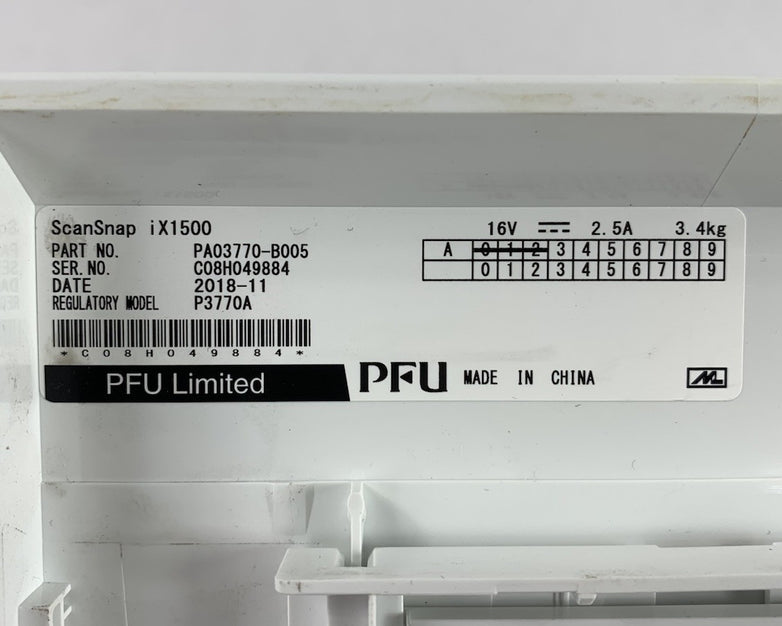 ScanSnap iX1500
16V ⎓ 2.5A 3.4kg
PART NO. PA03770-B005
SER.NO. C08H049884
DATE 2018-11
REGULATORY MODEL P3770A
A 0 1 2 3 4 5 6 7 8 9
0 1 2 3 4 5 6 7 8 9
*C08H049884*
PFU Limited
PFU MADE IN CHINA
ML